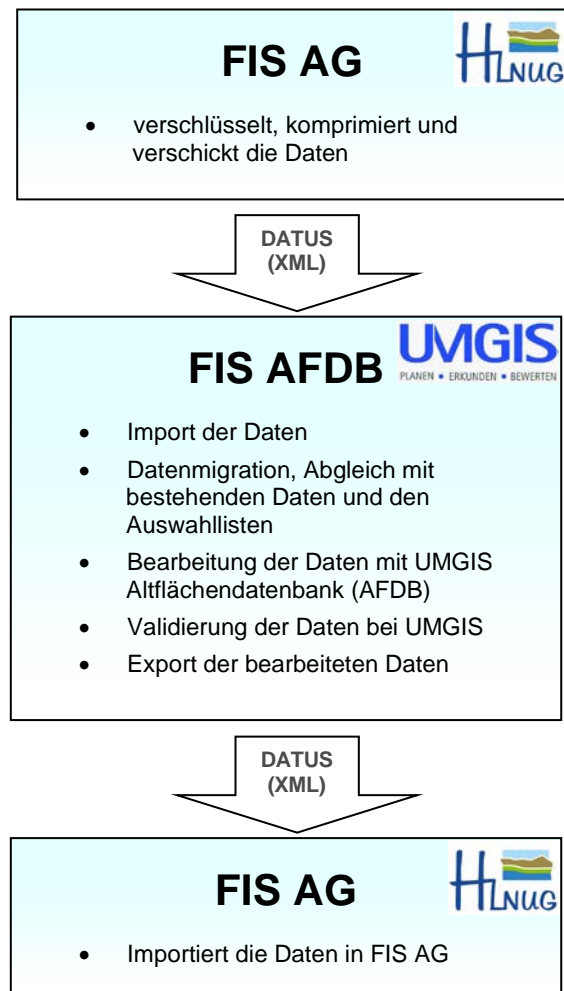 FIS AG
HLNUG
• verschlüsselt, komprimiert und
verschickt die Daten
DATUS
(XML)
FIS AFDB
UMGIS
PLANEN • ERKUNDEN • BEWERTEN
• Import der Daten
• Datenmigration, Abgleich mit
bestehenden Daten und den
Auswahllisten
• Bearbeitung der Daten mit UMGIS
Altflächendatenbank (AFDB)
• Validierung der Daten bei UMGIS
• Export der bearbeiteten Daten
DATUS
(XML)
FIS AG
HLNUG
• Importiert die Daten in FIS AG